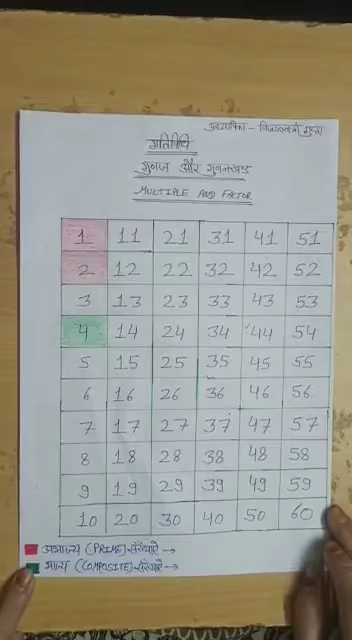 अध्यापिका - विजयलक्ष्मी गुप्ता
गतिविधि
गुणज और गुणनखण्ड
MULTIPLE AND FACTOR
1 11 21 31 41 51
2 12 22 32 42 52
3 13 23 33 43 53
4 14 24 34 44 54
5 15 25 35 45 55
6 16 26 36 46 56
7 17 27 37 47 57
8 18 28 38 48 58
9 19 29 39 49 59
10 20 30 40 50 60
अभाज्य (PRIME) संख्याएँ →
भाज्य (COMPOSITE) संख्याएँ →